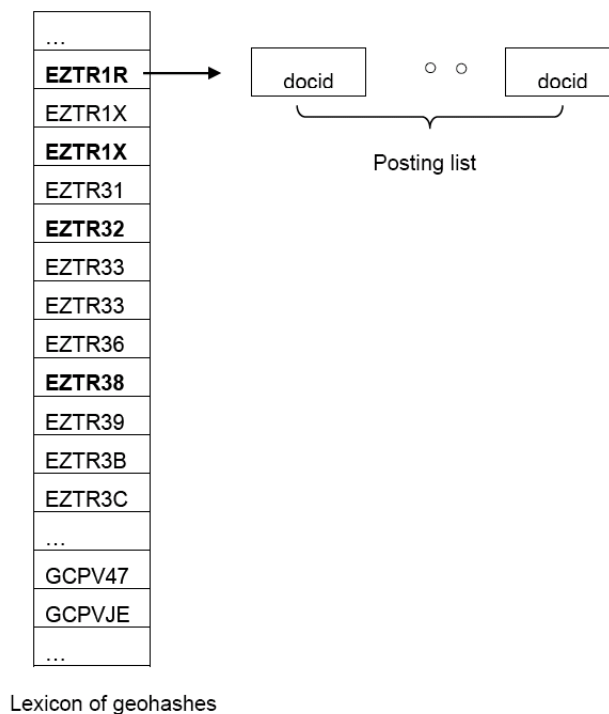 ...
EZTR1R
docid
docid
EZTR1X
EZTR1X
Posting list
EZTR31
EZTR32
EZTR33
EZTR33
EZTR36
EZTR38
EZTR39
EZTR3B
EZTR3C
...
GCPV47
GCPVJE
...
Lexicon of geohashes